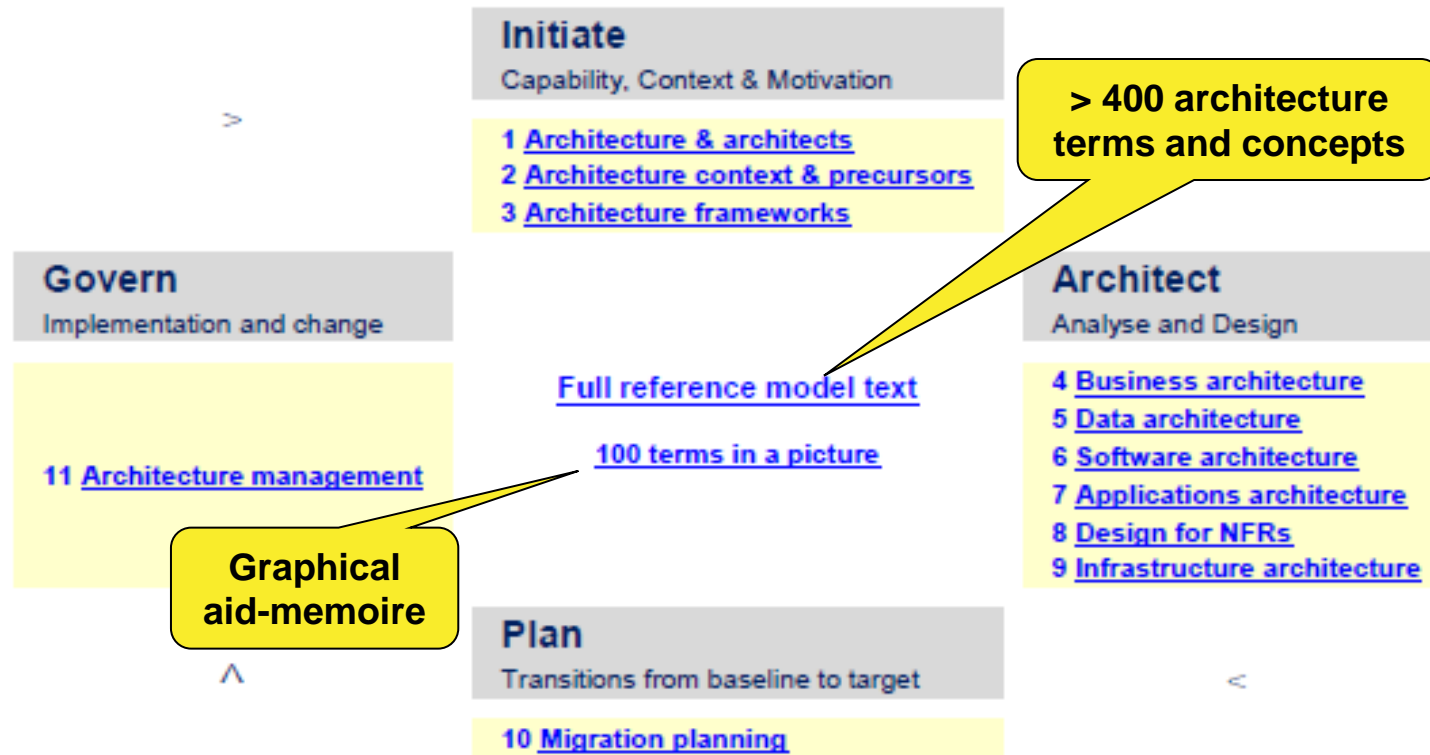 Initiate
Capability, Context & Motivation
> 400 architecture
terms and concepts
>
1 Architecture & architects
2 Architecture context & precursors
3 Architecture frameworks
Govern
Implementation and change
Architect
Analyse and Design
Full reference model text
100 terms in a picture
11 Architecture management
4 Business architecture
5 Data architecture
6 Software architecture
7 Applications architecture
8 Design for NFRs
9 Infrastructure architecture
Graphical
aid-memoire
Plan
Transitions from baseline to target
^
<
10 Migration planning